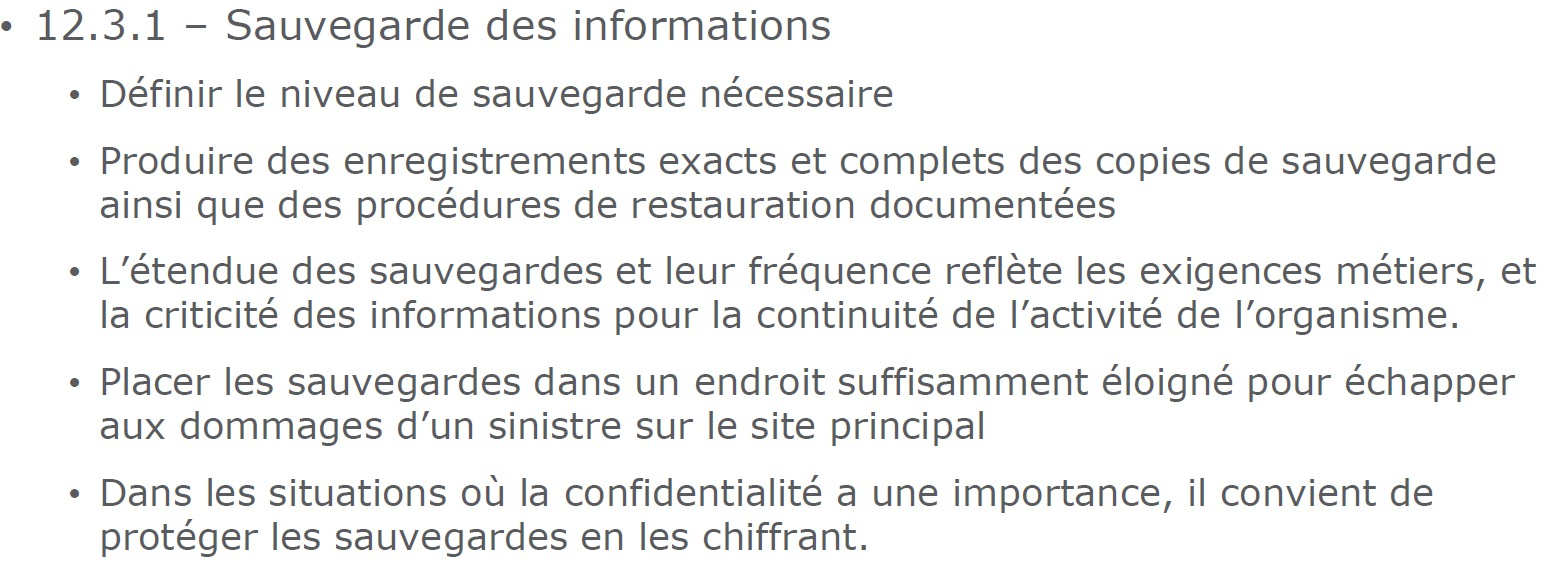 • 12.3.1 – Sauvegarde des informations
• Définir le niveau de sauvegarde nécessaire
• Produire des enregistrements exacts et complets des copies de sauvegarde
ainsi que des procédures de restauration documentées
• L’étendue des sauvegardes et leur fréquence reflète les exigences métiers, et
la criticité des informations pour la continuité de l’activité de l’organisme.
• Placer les sauvegardes dans un endroit suffisamment éloigné pour échapper
aux dommages d’un sinistre sur le site principal
• Dans les situations où la confidentialité a une importance, il convient de
protéger les sauvegardes en les chiffrant.